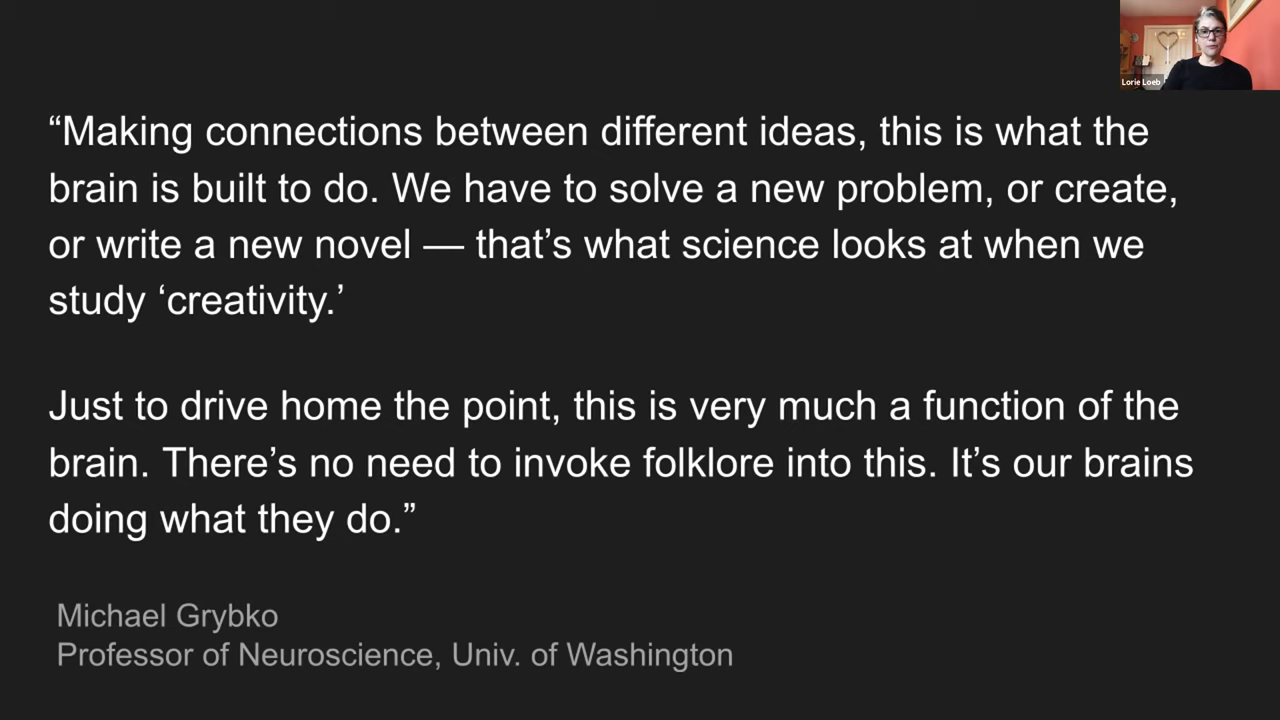 Lorie Loeb
“Making connections between different ideas, this is what the
brain is built to do. We have to solve a new problem, or create,
or write a new novel — that’s what science looks at when we
study ‘creativity.’
Just to drive home the point, this is very much a function of the
brain. There’s no need to invoke folklore into this. It’s our brains
doing what they do.”
Michael Grybko
Professor of Neuroscience, Univ. of Washington